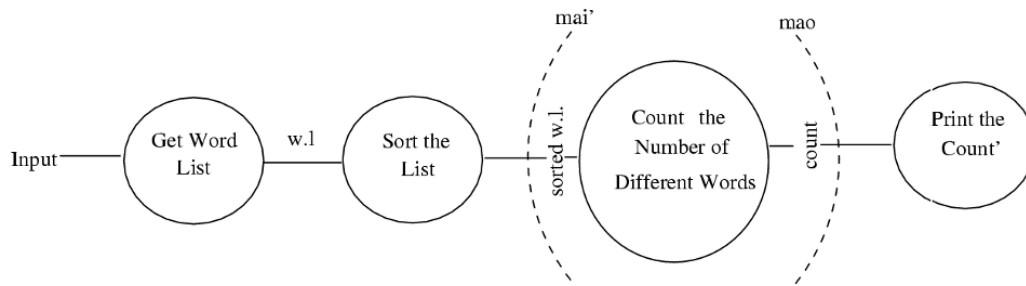 mai’
mao
Input
Get Word
List
w.l
Sort the
List
sorted w.l.
Count the
Number of
Different Words
count
Print the
Count’